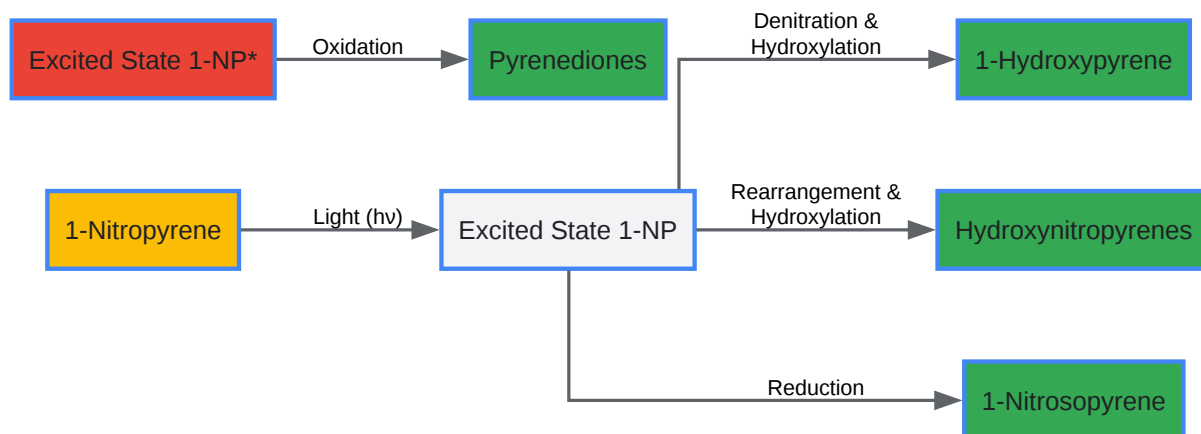 Excited State 1-NP*
Oxidation
Pyrenediones
Denitration &
Hydroxylation
1-Hydroxypyrene
1-Nitropyrene
Light (hν)
Excited State 1-NP
Rearrangement &
Hydroxylation
Hydroxynitropyrenes
Reduction
1-Nitrosopyrene